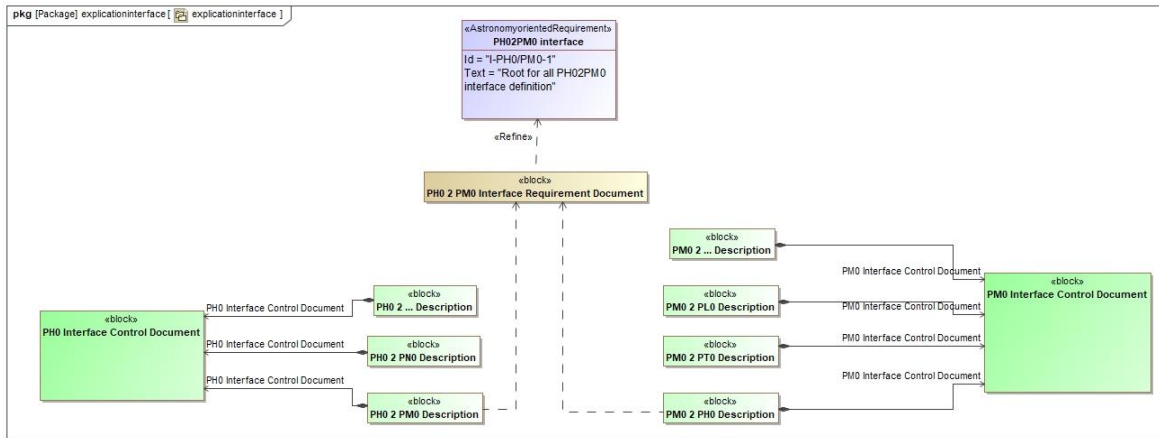 pkg [Package] explicationinterface [ explicationinterface ]
«AstronomyorientedRequirement»
PH02PM0 interface
Id = "I-PH0/PM0-1"
Text = "Root for all PH02PM0
interface definition"
«Refine»
«block»
PH0 2 PM0 Interface Requirement Document
«block»
PH0 Interface Control Document
PH0 Interface Control Document
«block»
PH0 2 ... Description
PH0 Interface Control Document
«block»
PH0 2 PN0 Description
PH0 Interface Control Document
«block»
PH0 2 PM0 Description
«block»
PM0 2 ... Description
PM0 Interface Control Document
«block»
PM0 2 PL0 Description
PM0 Interface Control Document
«block»
PM0 2 PT0 Description
PM0 Interface Control Document
«block»
PM0 2 PH0 Description
PM0 Interface Control Document
«block»
PM0 Interface Control Document